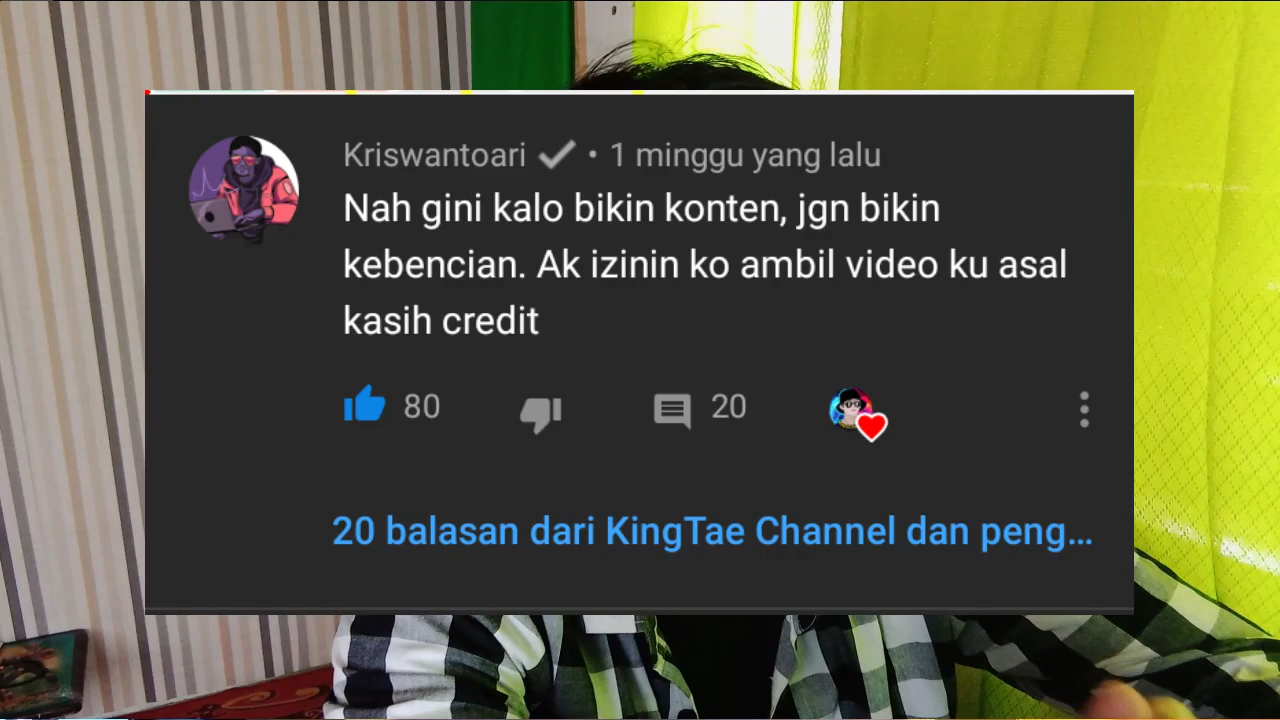 Kriswantoari ✔ • 1 minggu yang lalu
Nah gini kalo bikin konten, jgn bikin
kebencian. Ak izinin ko ambil video ku asal
kasih credit
80 20
20 balasan dari KingTae Channel dan peng...